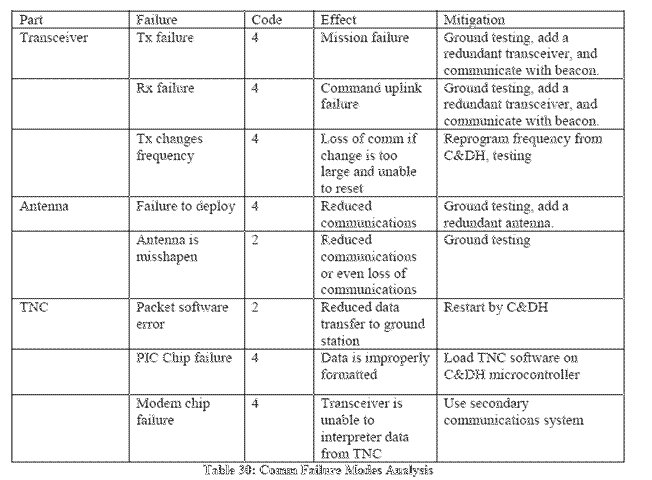 Part Failure Code Effect Mitigation
Transceiver Tx failure 4 Mission failure Ground testing, add a
redundant transceiver, and
communicate with beacon.
Rx failure 4 Command uplink Ground testing, add a
failure redundant transceiver, and
communicate with beacon.
Tx changes 4 Loss of comm if Reprogram frequency from
frequency change is too C&DH, testing
large and unable
to reset
Antenna Failure to deploy 4 Reduced Ground testing, add a
communications redundant antenna.
Antenna is 2 Reduced Ground testing
misshapen communications
or even loss of
communications
TNC Packet software 2 Reduced data Restart by C&DH
error transfer to ground
station
PIC Chip failure 4 Data is improperly Load TNC software on
formatted C&DH microcontroller
Modem chip 4 Transceiver is Use secondary
failure unable to communications system
interpreter data
from TNC
Table 30: Comm Failure Modes Analysis